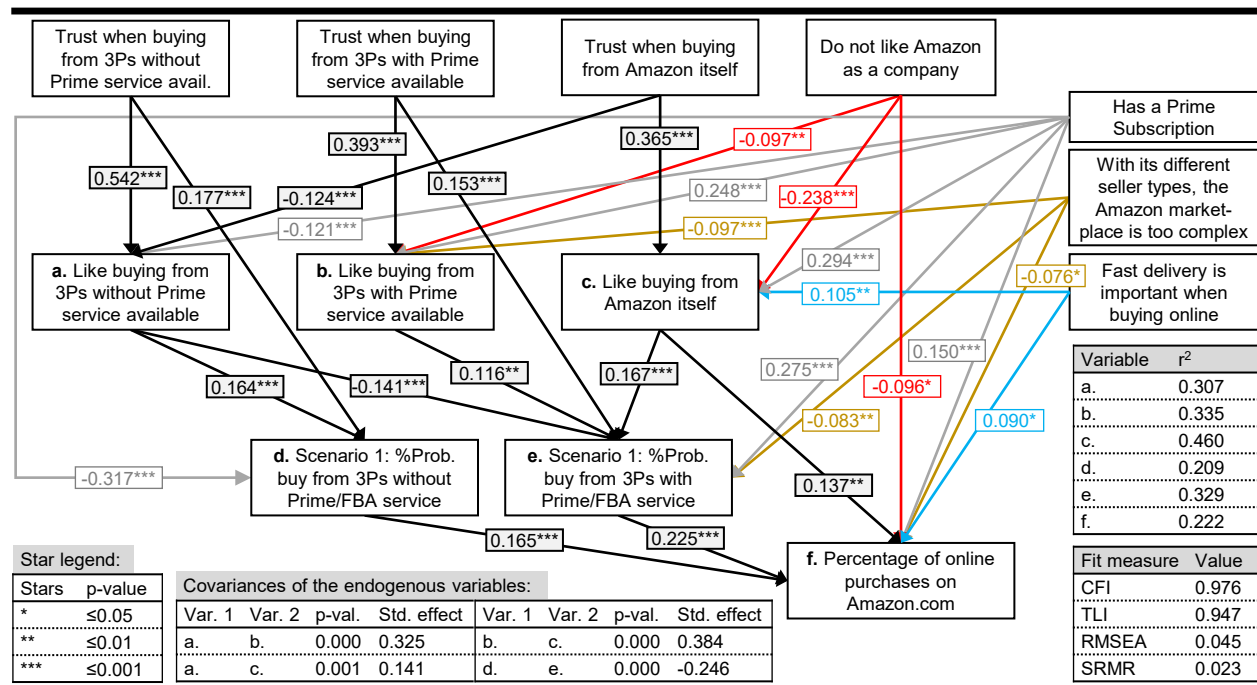 Trust when buying
from 3Ps without
Prime service avail.
Trust when buying
from 3Ps with Prime
service available
Trust when buying
from Amazon itself
Do not like Amazon
as a company
Has a Prime
Subscription
With its different
seller types, the
Amazon market-
place is too complex
Fast delivery is
important when
buying online
0.542***
0.177***
0.393***
-0.124***
0.153***
0.365***
-0.097**
-0.238***
0.248***
-0.121***
-0.097***
0.294***
-0.076*
0.105**
a. Like buying from
3Ps without Prime
service available
b. Like buying from
3Ps with Prime
service available
c. Like buying from
Amazon itself
0.164***
-0.141***
0.116**
0.167***
0.275***
0.150***
-0.096*
-0.083**
0.090*
-0.317***
d. Scenario 1: %Prob.
buy from 3Ps without
Prime/FBA service
e. Scenario 1: %Prob.
buy from 3Ps with
Prime/FBA service
0.137**
0.165***
0.225***
f. Percentage of online
purchases on
Amazon.com
Variable r²
a. 0.307
b. 0.335
c. 0.460
d. 0.209
e. 0.329
f. 0.222
Fit measure Value
CFI 0.976
TLI 0.947
RMSEA 0.045
SRMR 0.023
Star legend:
Stars p-value
* ≤0.05
** ≤0.01
*** ≤0.001
Covariances of the endogenous variables:
Var. 1 Var. 2 p-val. Std. effect Var. 1 Var. 2 p-val. Std. effect
a. b. 0.000 0.325 b. c. 0.000 0.384
a. c. 0.001 0.141 d. e. 0.000 -0.246